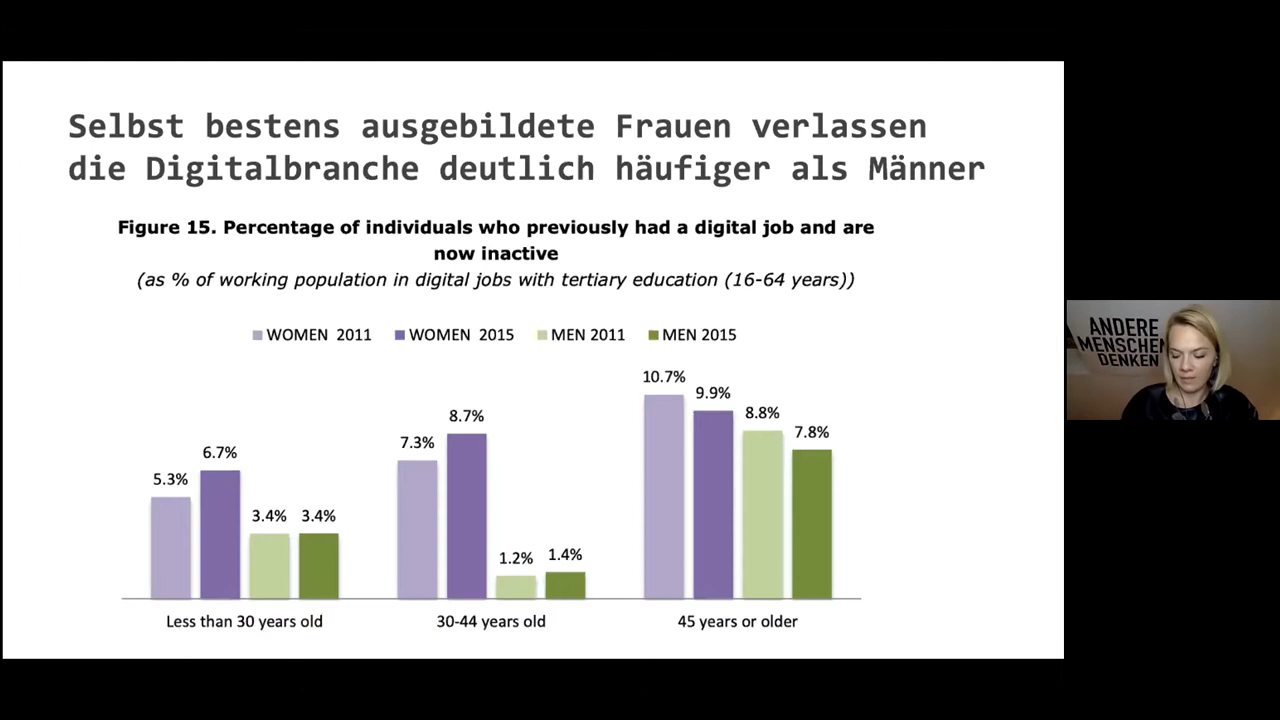 Selbst bestens ausgebildete Frauen verlassen
die Digitalbranche deutlich häufiger als Männer
Figure 15. Percentage of individuals who previously had a digital job and are
now inactive
(as % of working population in digital jobs with tertiary education (16-64 years))
WOMEN 2011 WOMEN 2015 MEN 2011 MEN 2015
5.3% 6.7% 3.4% 3.4%
7.3% 8.7% 1.2% 1.4%
10.7% 9.9% 8.8% 7.8%
Less than 30 years old 30-44 years old 45 years or older
ANDERE
MENSCHEN
DENKEN